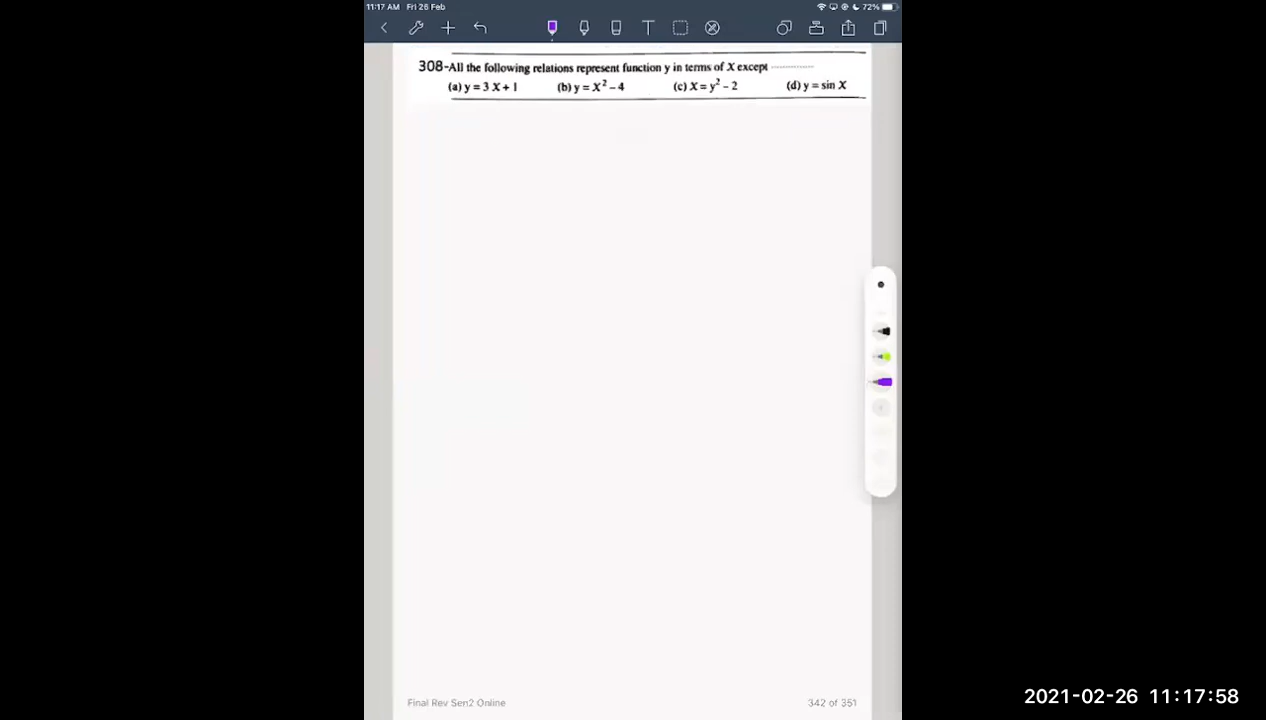 11:17 AM Fri 26 Feb 72%
T
308-All the following relations represent function y in terms of X except ..............
(a) y = 3 X + 1 (b) y = X² – 4 (c) X = y² – 2 (d) y = sin X
Final Rev Sen2 Online 342 of 351
2021-02-26 11:17:58